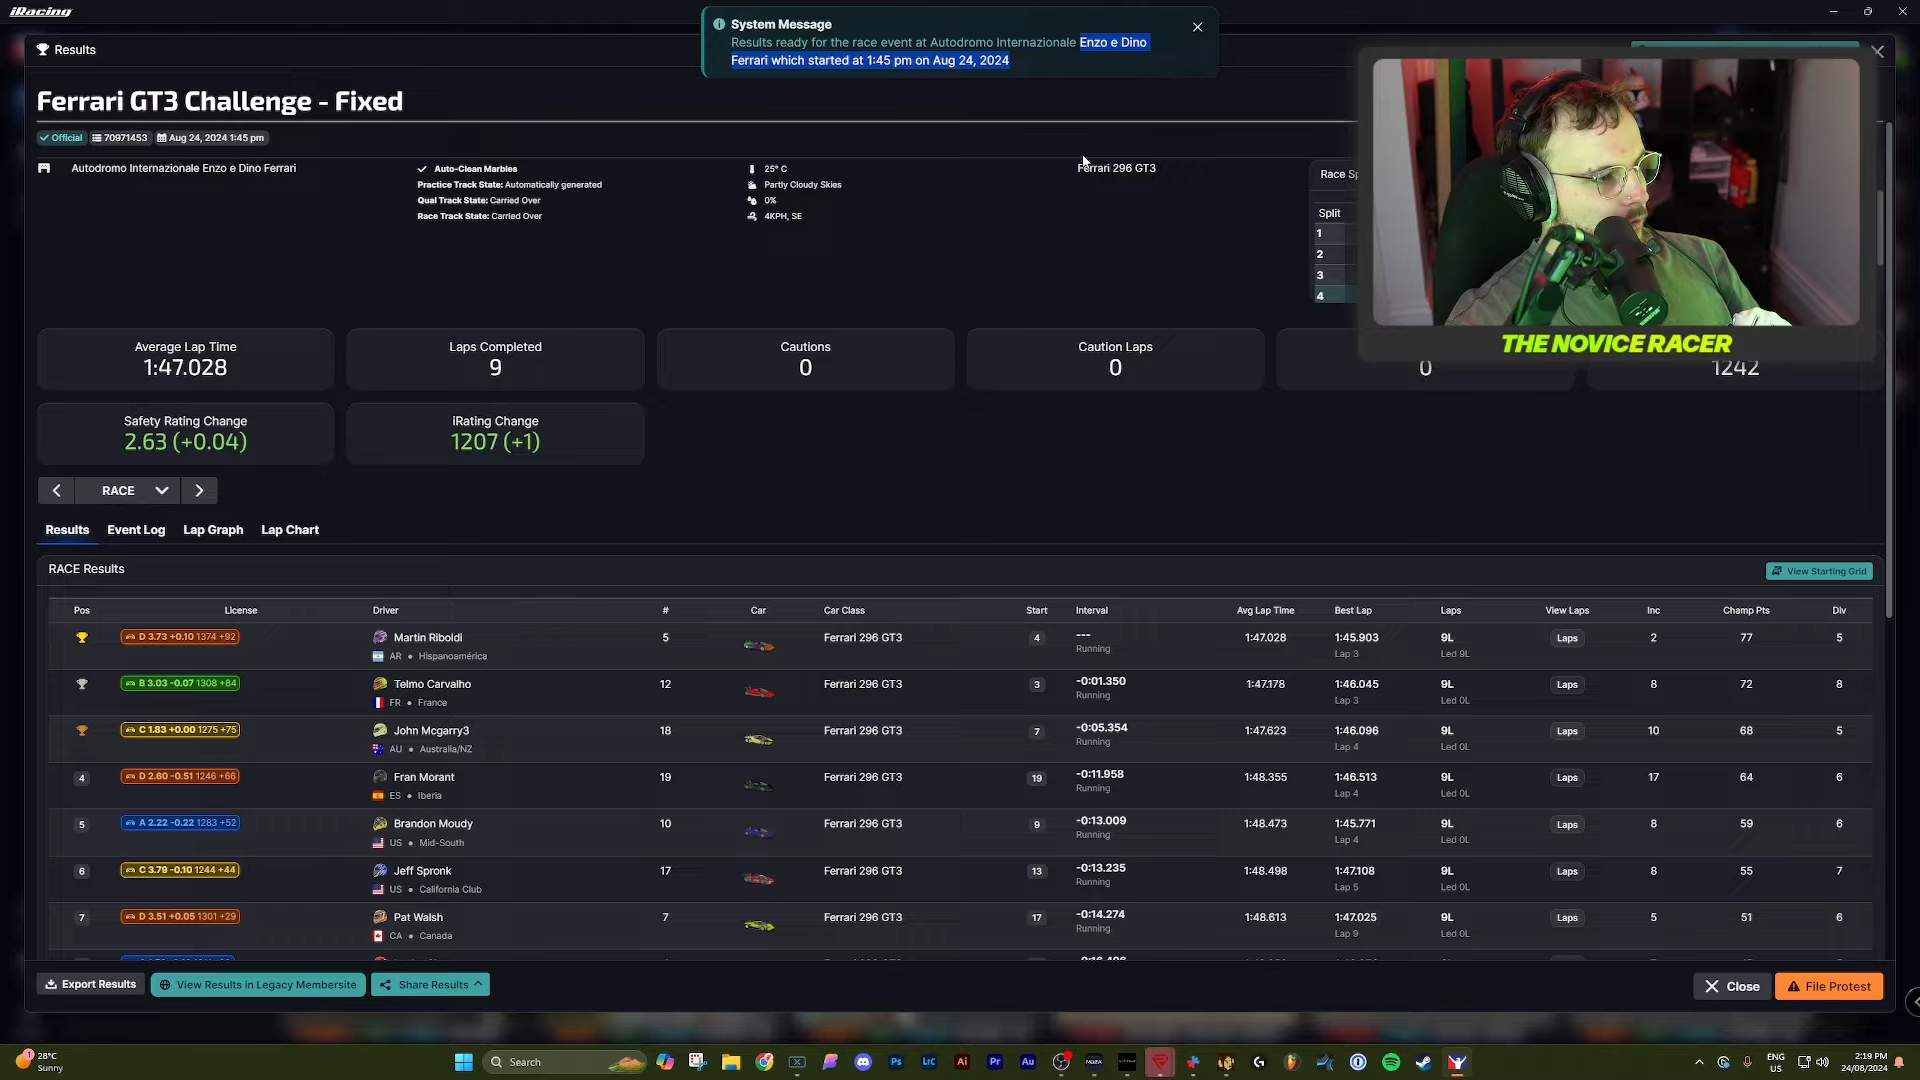 iRacing
System Message
Results ready for the race event at Autodromo Internazionale Enzo e Dino
Ferrari which started at 1:45 pm on Aug 24, 2024
Results
Ferrari GT3 Challenge - Fixed
Official 70971453 Aug 24, 2024 1:45 pm
Autodromo Internazionale Enzo e Dino Ferrari
Auto-Clean Marbles
Practice Track State: Automatically generated
Qual Track State: Carried Over
Race Track State: Carried Over
25° C
Partly Cloudy Skies
0%
4KPH, SE
Ferrari 296 GT3
Split
1
2
3
4
THE NOVICE RACER
Average Lap Time
1:47.028
Laps Completed
9
Cautions
0
Caution Laps
0
0
1242
Safety Rating Change
2.63 (+0.04)
iRating Change
1207 (+1)
RACE
Results Event Log Lap Graph Lap Chart
RACE Results
View Starting Grid
Pos License Driver # Car Car Class Start Interval Avg Lap Time Best Lap Laps View Laps Inc Champ Pts Div
D 3.73 +0.10 1374 +92 Martin Riboldi 5 Ferrari 296 GT3 4 --- 1:47.028 1:45.903 9L Laps 2 77 5
AR • Hispanoamérica Running Lap 3 Led 9L
B 3.03 -0.07 1308 +84 Telmo Carvalho 12 Ferrari 296 GT3 3 -0:01.350 1:47.178 1:46.045 9L Laps 8 72 8
FR • France Running Lap 3 Led 0L
C 1.83 +0.00 1275 +75 John Mcgarry3 18 Ferrari 296 GT3 7 -0:05.354 1:47.623 1:46.096 9L Laps 10 68 5
AU • Australia/NZ Running Lap 4 Led 0L
4 D 2.60 -0.51 1246 +66 Fran Morant 19 Ferrari 296 GT3 19 -0:11.958 1:48.355 1:46.513 9L Laps 17 64 6
ES • Iberia Running Lap 4 Led 0L
5 A 2.22 -0.22 1283 +52 Brandon Moudy 10 Ferrari 296 GT3 9 -0:13.009 1:48.473 1:45.771 9L Laps 8 59 6
US • Mid-South Running Lap 4 Led 0L
6 C 3.79 -0.10 1244 +44 Jeff Spronk 17 Ferrari 296 GT3 13 -0:13.235 1:48.498 1:47.108 9L Laps 8 55 7
US • California Club Running Lap 5 Led 0L
7 D 3.51 +0.05 1301 +29 Pat Walsh 7 Ferrari 296 GT3 17 -0:14.274 1:48.613 1:47.025 9L Laps 5 51 6
CA • Canada Running Lap 9 Led 0L
Export Results View Results in Legacy Membersite Share Results
Close File Protest
1 28°C
Sunny
Search
Ps LrC Ai Pr Au
ENG
US
2:19 PM
24/08/2024